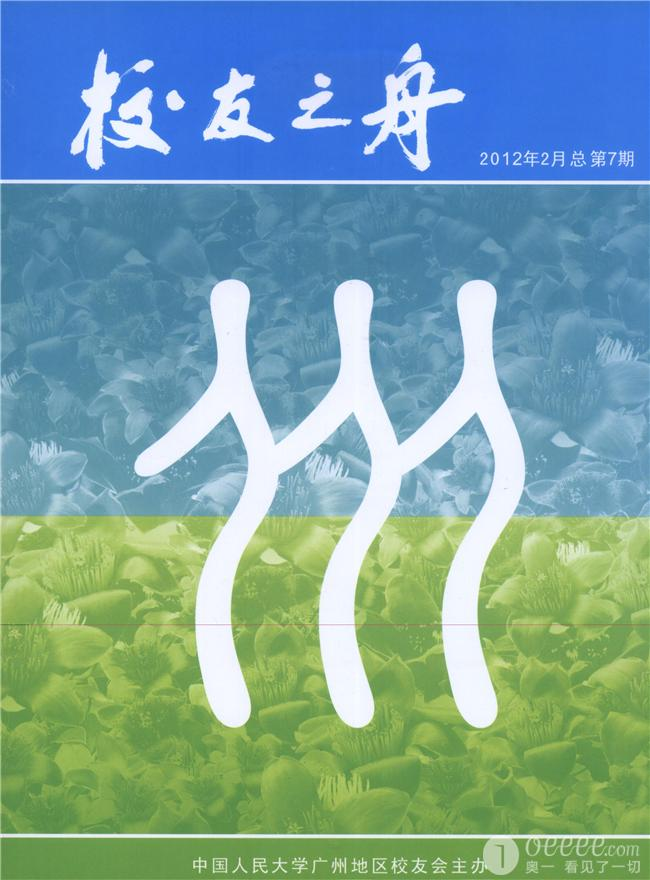 校友之舟
2012年2月总第7期
中国人民大学广州地区校友会主办
oeeee.com
奥一 看见了一切